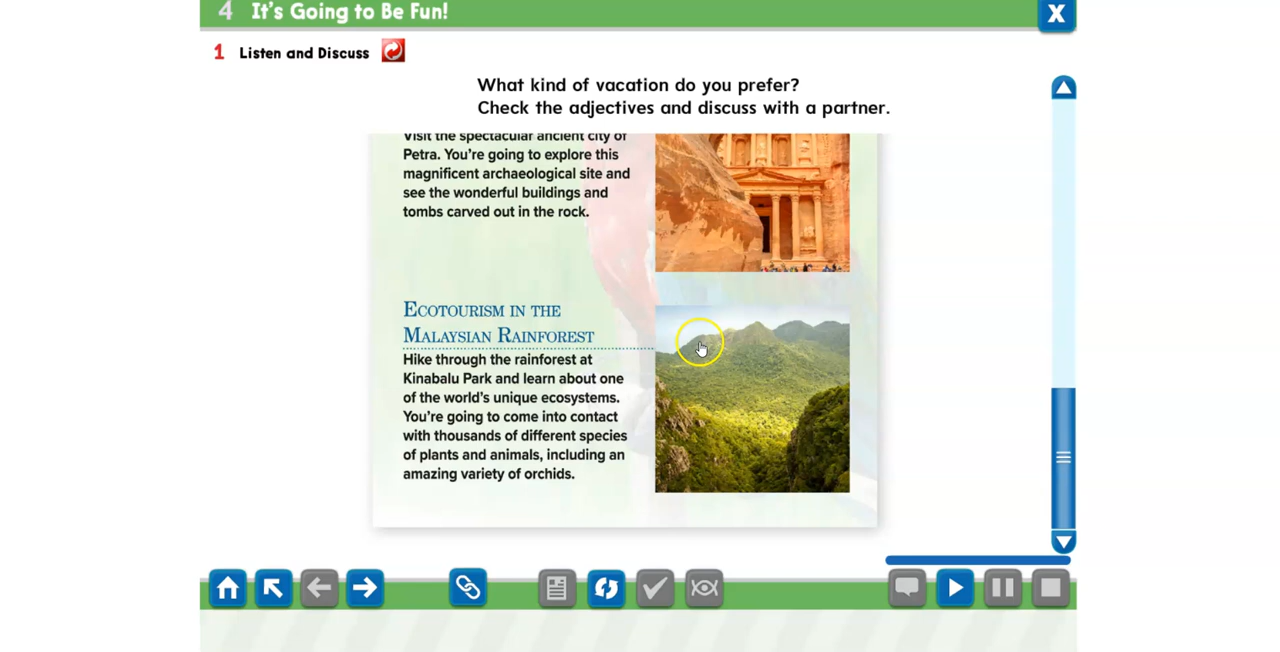 4 It's Going to Be Fun!
X
1 Listen and Discuss
What kind of vacation do you prefer?
Check the adjectives and discuss with a partner.
Visit the spectacular ancient city of
Petra. You're going to explore this
magnificent archaeological site and
see the wonderful buildings and
tombs carved out in the rock.
ECOTOURISM IN THE
MALAYSIAN RAINFOREST
Hike through the rainforest at
Kinabalu Park and learn about one
of the world's unique ecosystems.
You're going to come into contact
with thousands of different species
of plants and animals, including an
amazing variety of orchids.